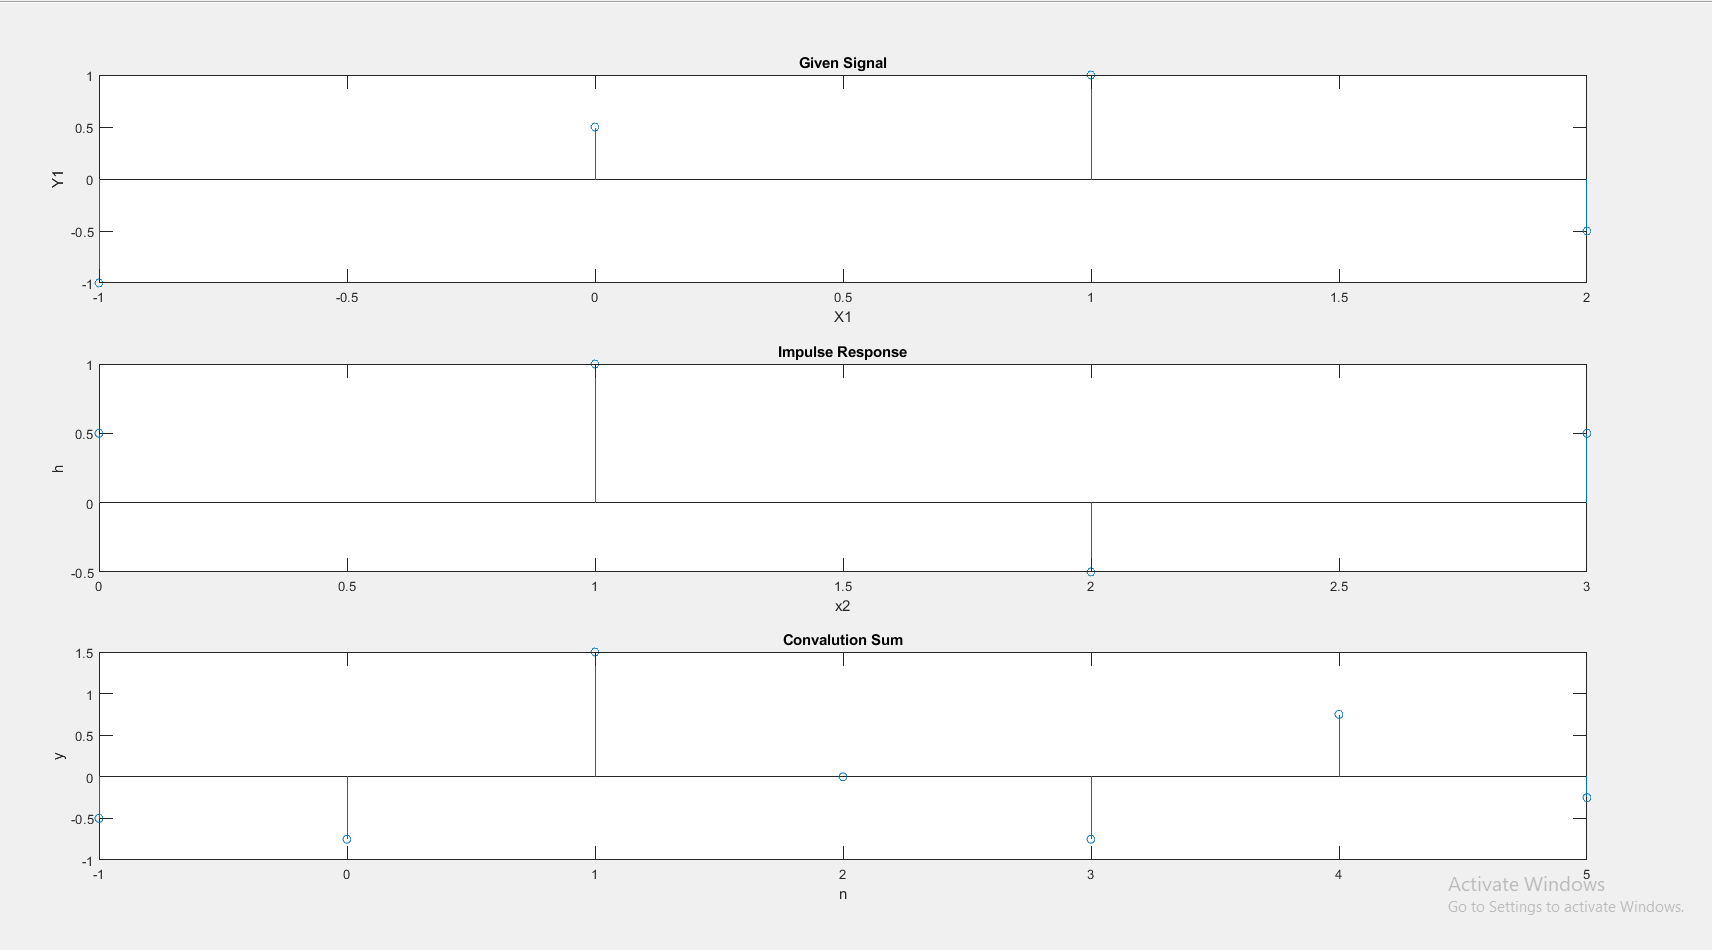 Given Signal
1
0.5
0
-0.5
-1
Y1
-1 -0.5 0 0.5 1 1.5 2
X1
Impulse Response
1
0.5
0
-0.5
h
0 0.5 1 1.5 2 2.5 3
x2
Convalution Sum
1.5
1
0.5
0
-0.5
-1
y
-1 0 1 2 3 4 5
n
Activate Windows
Go to Settings to activate Windows.